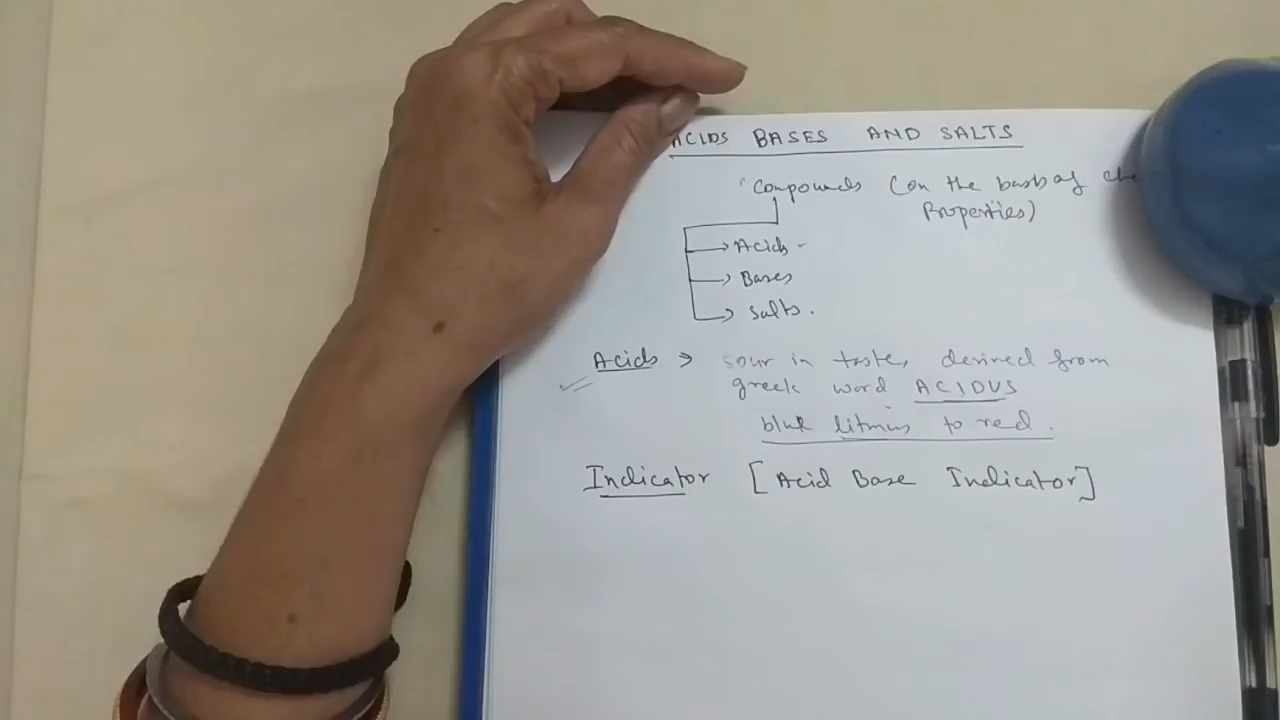 ACIDS BASES AND SALTS
Compounds (on the basis of che
Properties)
Acids -
Bases
Salts .
Acids → sour in taste, derived from
greek word ACIDUS
blue litmus to red .
Indicator [Acid Base Indicator]